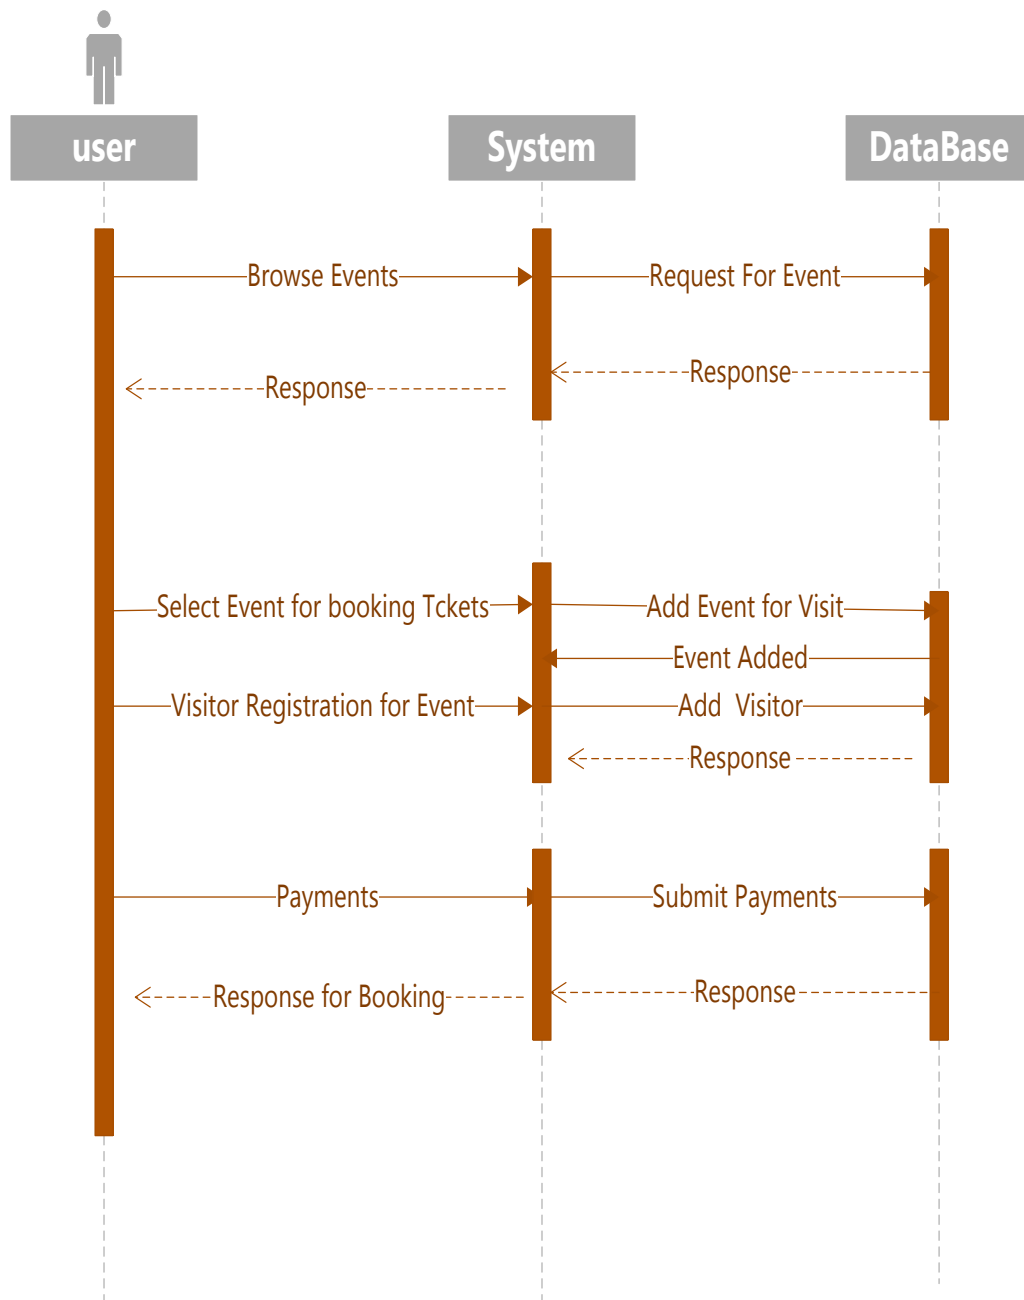 user
System
DataBase
Browse Events
Request For Event
Response
Response
Select Event for booking Tckets
Add Event for Visit
Event Added
Visitor Registration for Event
Add Visitor
Response
Payments
Submit Payments
Response for Booking
Response